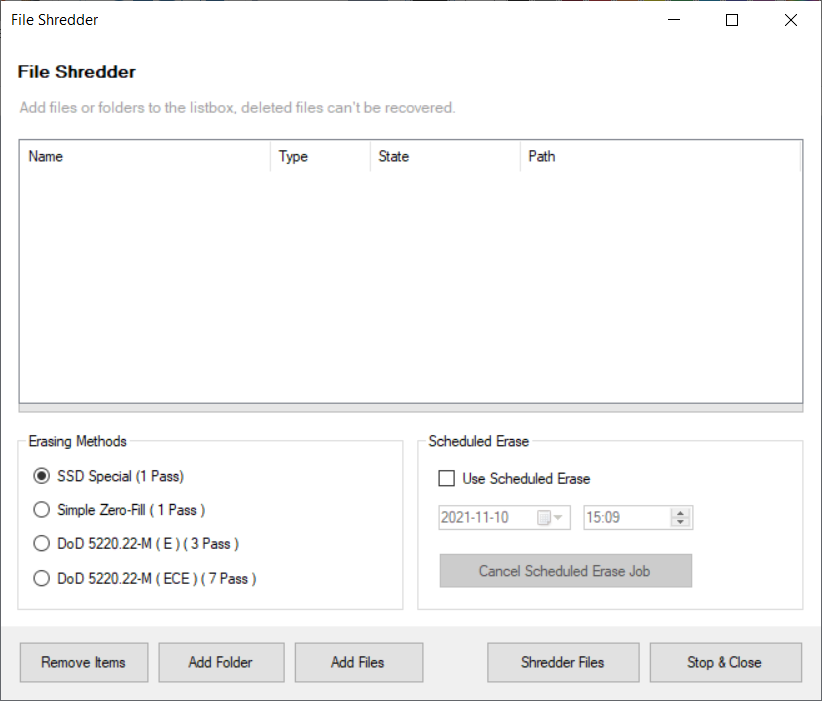 File Shredder
File Shredder
Add files or folders to the listbox, deleted files can't be recovered.
Name Type State Path
Erasing Methods
SSD Special (1 Pass)
Simple Zero-Fill ( 1 Pass )
DoD 5220.22-M ( E ) ( 3 Pass )
DoD 5220.22-M ( ECE ) ( 7 Pass )
Scheduled Erase
Use Scheduled Erase
2021-11-10 15:09
Cancel Scheduled Erase Job
Remove Items Add Folder Add Files Shredder Files Stop & Close